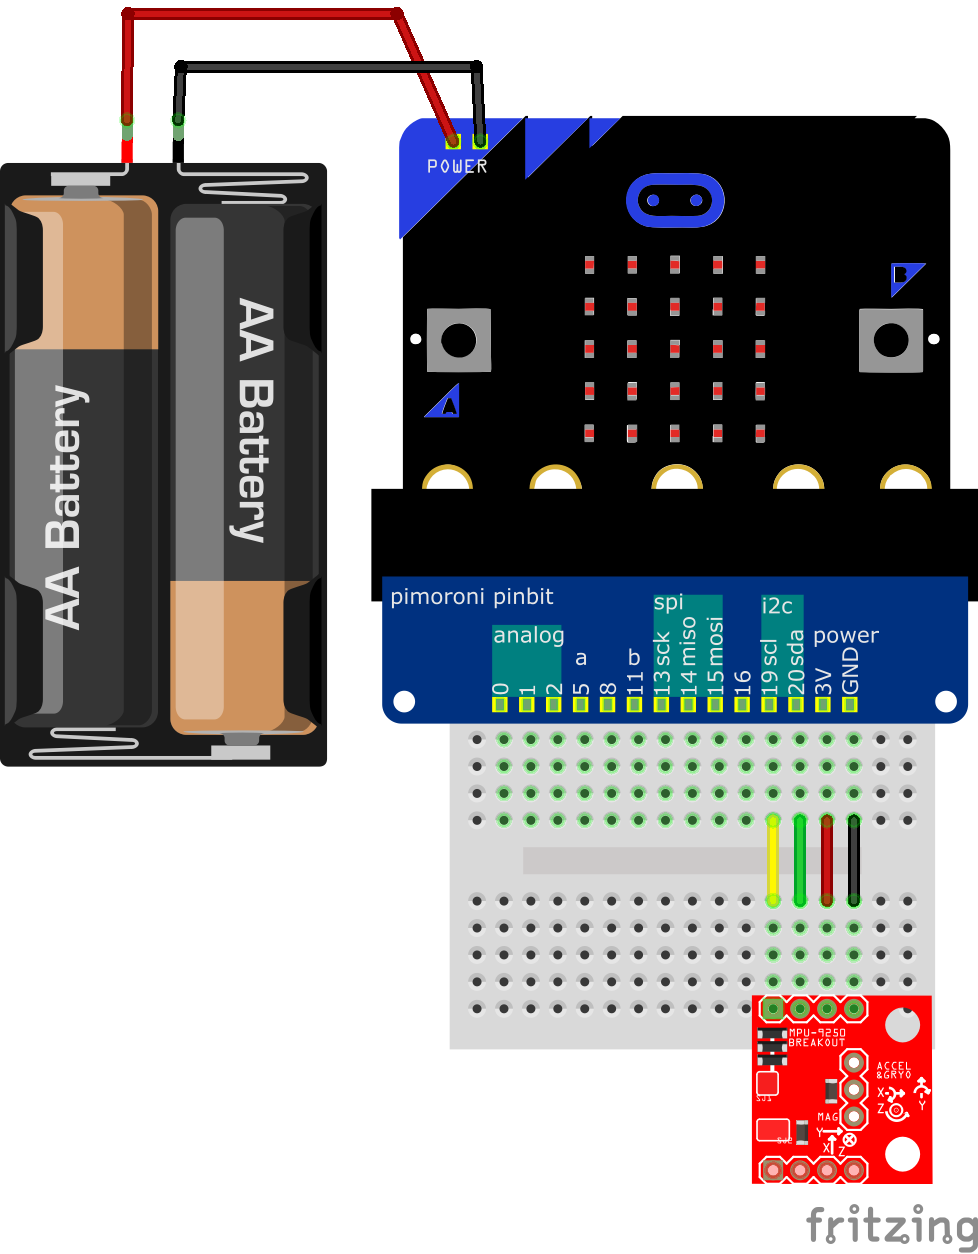 POWER
B
A
AA Battery
AA Battery
pimoroni pinbit
spi
i2c
analog
power
a
b
0
1
2
5
8
11
13 sck
14 miso
15 mosi
16
19 scl
20 sda
3V
GND
MPU-9250
BREAKOUT
ACCEL
&GRYO
X
Y
Z
SJ1
MAG
Y
X
Z
SJ2
fritzing